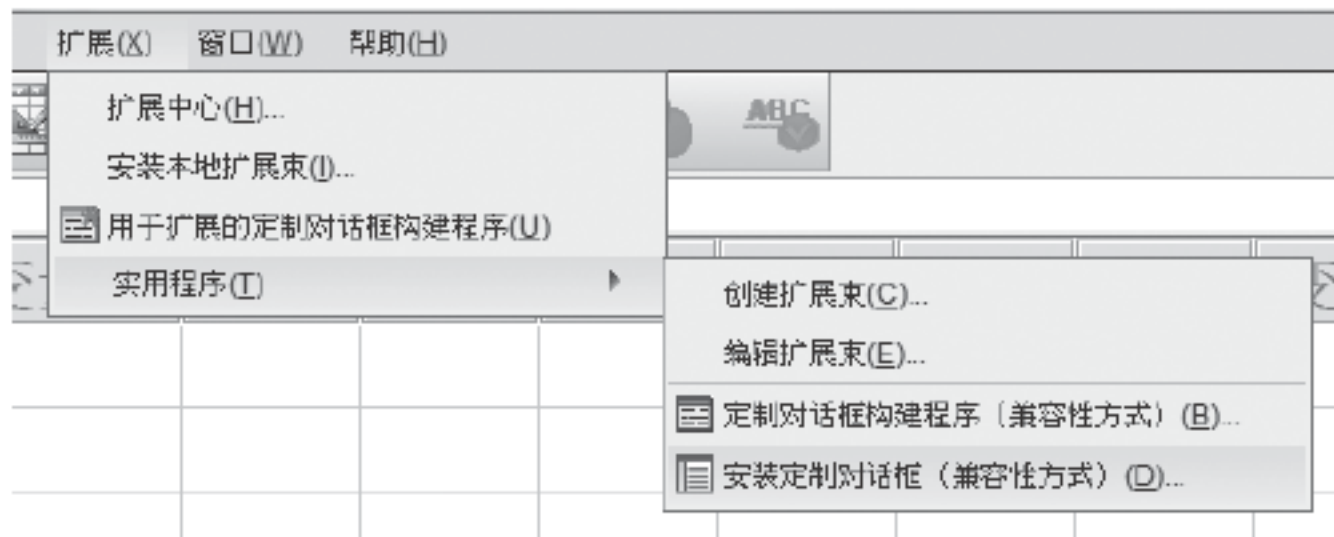 扩展(X) 窗口(W) 帮助(H)
扩展中心(H)...
ABC
安装本地扩展束(I)...
用于扩展的定制对话框构建程序(U)
实用程序(T)
创建扩展束(C)...
编辑扩展束(E)...
定制对话框构建程序（兼容性方式）(B)...
安装定制对话框（兼容性方式）(D)...